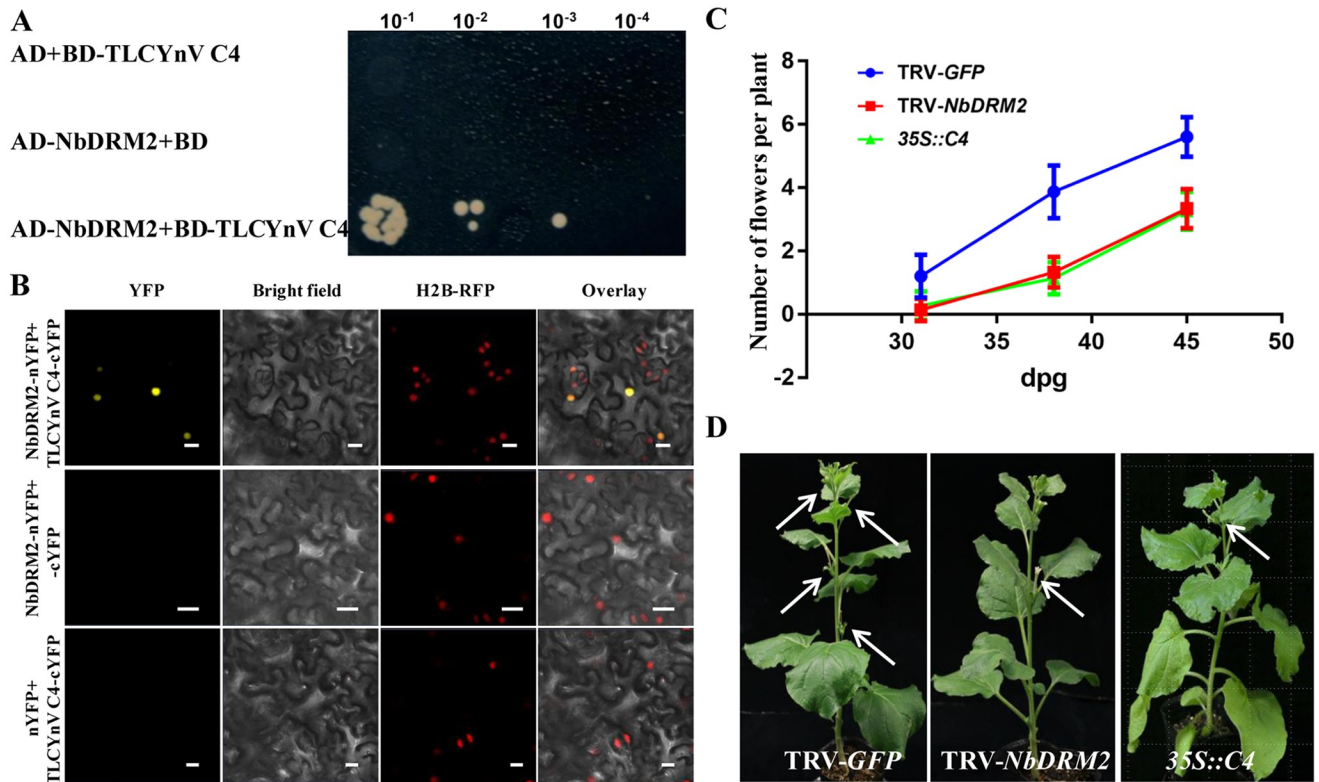 A
10-1 10-2 10-3 10-4
AD+BD-TLCYnV C4
AD-NbDRM2+BD
AD-NbDRM2+BD-TLCYnV C4
B
YFP Bright field H2B-RFP Overlay
NbDRM2-nYFP+
TLCYnV C4-cYFP
NbDRM2-nYFP+
-cYFP
nYFP+
TLCYnV C4-cYFP
C
Number of flowers per plant
8
6
4
2
0
-2
TRV-GFP
TRV-NbDRM2
35S::C4
30 35 40 45 50
dpg
D
TRV-GFP TRV-NbDRM2 35S::C4